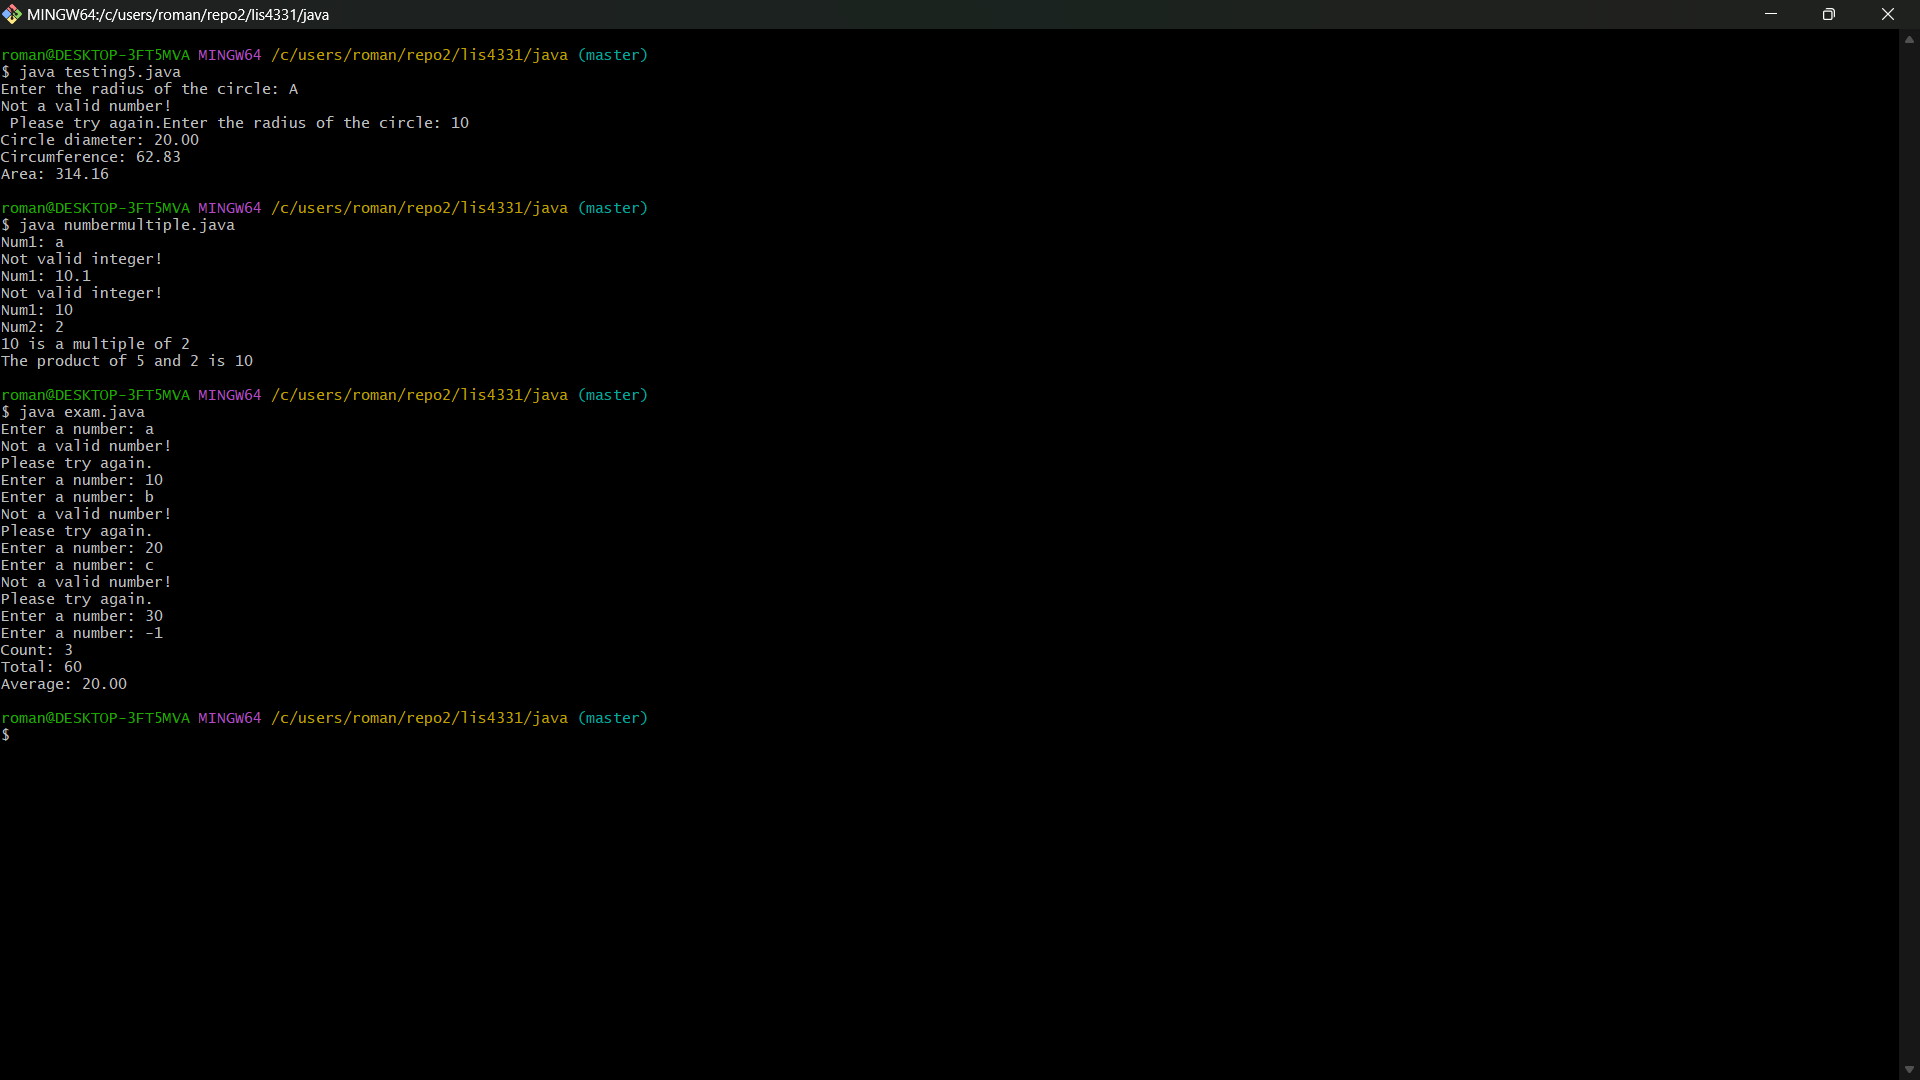 MINGW64:/c/users/roman/repo2/lis4331/java
roman@DESKTOP-3FT5MVA MINGW64 /c/users/roman/repo2/lis4331/java (master)
$ java testing5.java
Enter the radius of the circle: A
Not a valid number!
 Please try again.Enter the radius of the circle: 10
Circle diameter: 20.00
Circumference: 62.83
Area: 314.16
roman@DESKTOP-3FT5MVA MINGW64 /c/users/roman/repo2/lis4331/java (master)
$ java numbermultiple.java
Num1: a
Not valid integer!
Num1: 10.1
Not valid integer!
Num1: 10
Num2: 2
10 is a multiple of 2
The product of 5 and 2 is 10
roman@DESKTOP-3FT5MVA MINGW64 /c/users/roman/repo2/lis4331/java (master)
$ java exam.java
Enter a number: a
Not a valid number!
Please try again.
Enter a number: 10
Enter a number: b
Not a valid number!
Please try again.
Enter a number: 20
Enter a number: c
Not a valid number!
Please try again.
Enter a number: 30
Enter a number: -1
Count: 3
Total: 60
Average: 20.00
roman@DESKTOP-3FT5MVA MINGW64 /c/users/roman/repo2/lis4331/java (master)
$